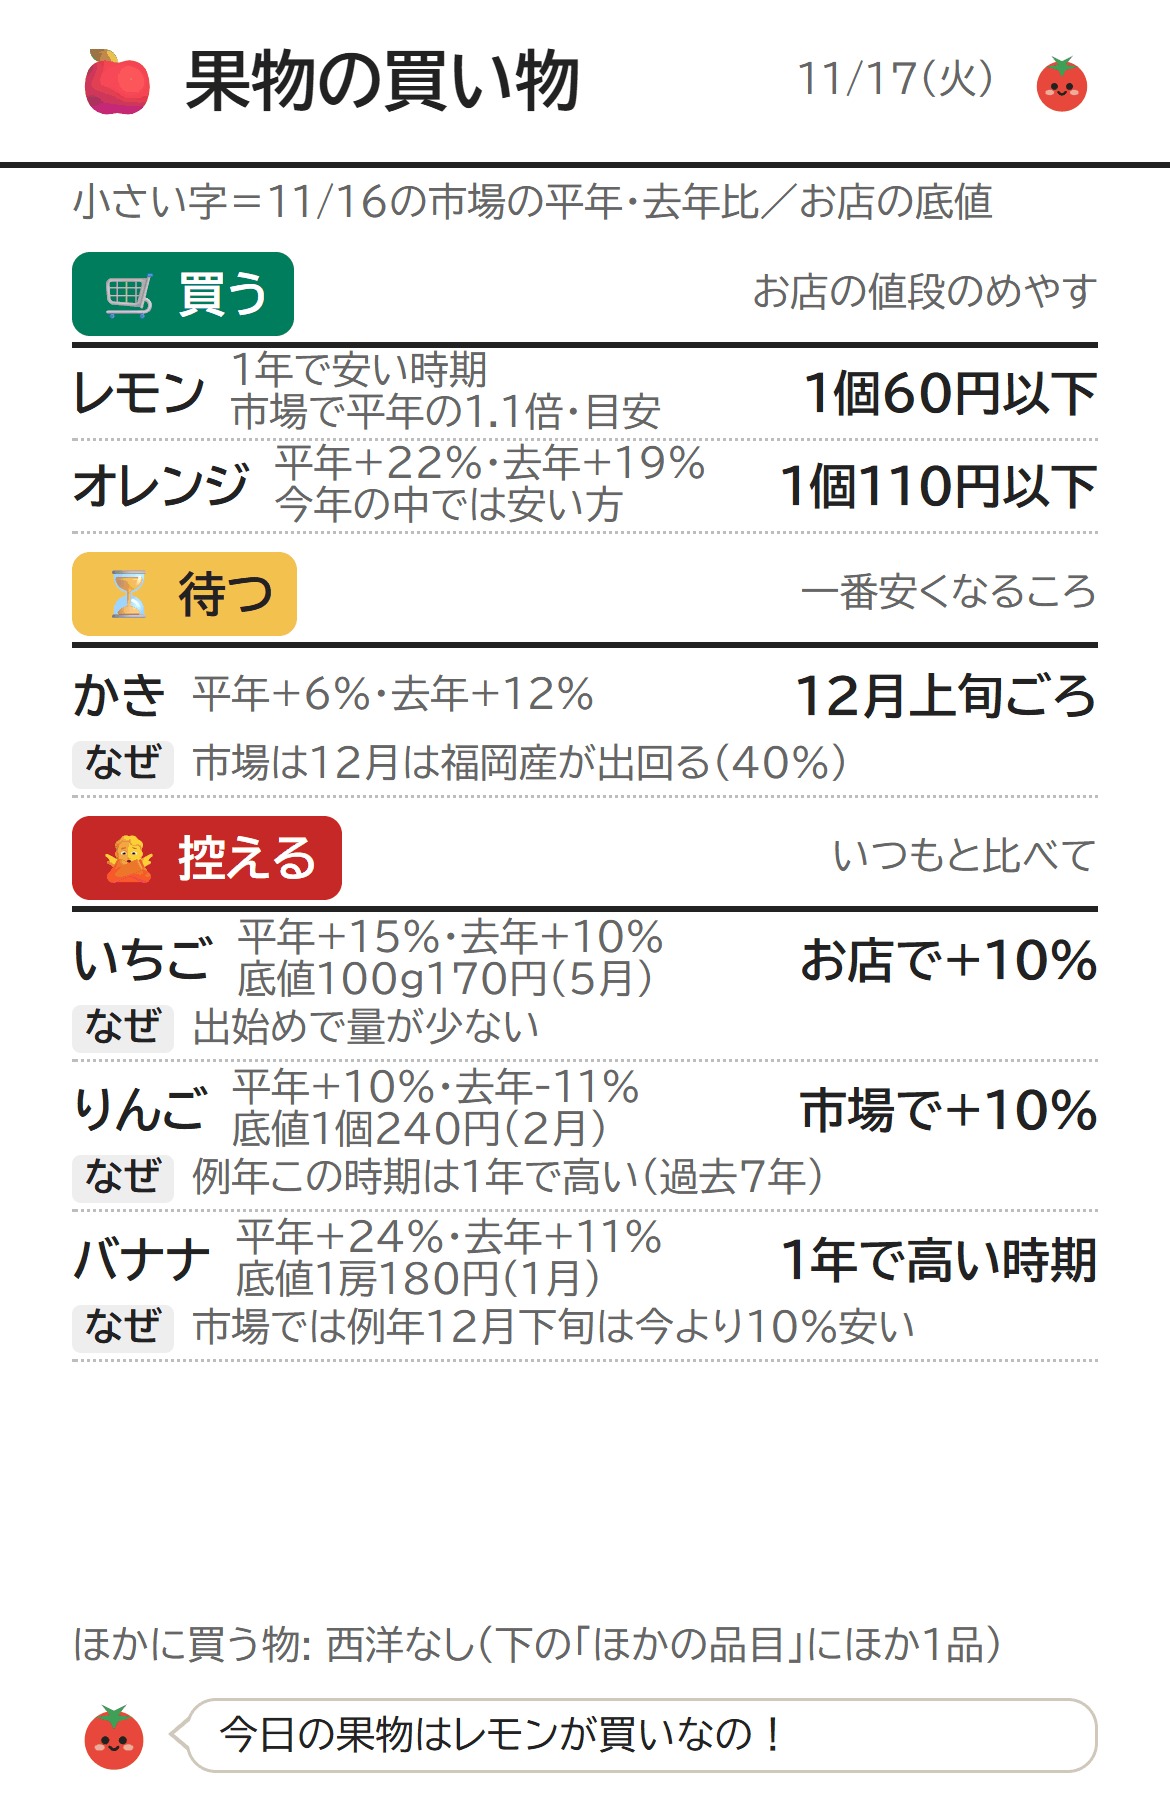 果物の買い物
11/17(火)
小さい字=11/16の市場の平年・去年比／お店の底値
買う
お店の値段のめやす
レモン
1年で安い時期
市場で平年の1.1倍・目安
1個60円以下
オレンジ
平年+22%・去年+19%
今年の中では安い方
1個110円以下
待つ
一番安くなるころ
かき
平年+6%・去年+12%
12月上旬ごろ
なぜ 市場は12月は福岡産が出回る(40%)
控える
いつもと比べて
いちご
平年+15%・去年+10%
底値100g170円(5月)
お店で+10%
なぜ 出始めで量が少ない
りんご
平年+10%・去年-11%
底値1個240円(2月)
市場で+10%
なぜ 例年この時期は1年で高い(過去7年)
バナナ
平年+24%・去年+11%
底値1房180円(1月)
1年で高い時期
なぜ 市場では例年12月下旬は今より10%安い
ほかに買う物: 西洋なし(下の「ほかの品目」にほか1品)
今日の果物はレモンが買いなの！